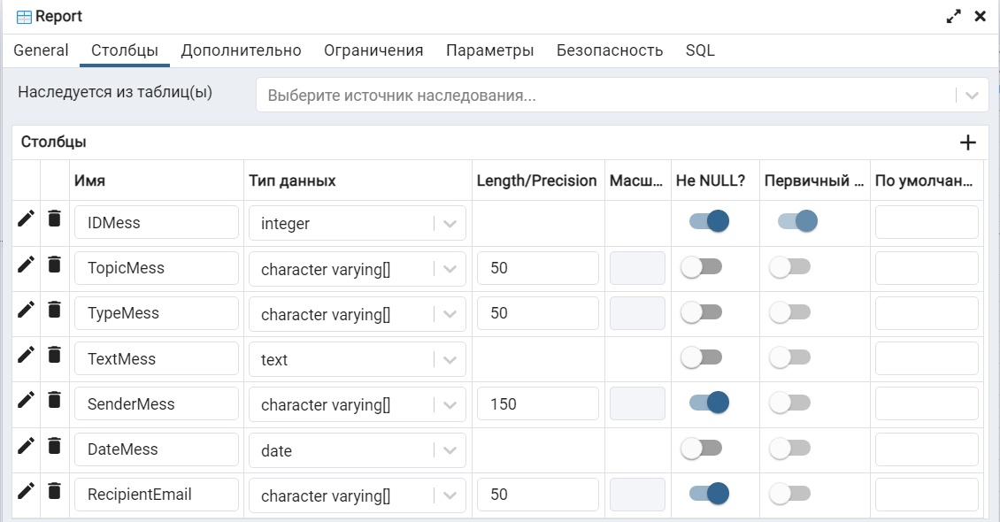 Report
General Столбцы Дополнительно Ограничения Параметры Безопасность SQL
Наследуется из таблиц(ы) Выберите источник наследования...
Столбцы
Имя Тип данных Length/Precision Масш... Не NULL? Первичный ... По умолчан...
IDMess integer
TopicMess character varying[] 50
TypeMess character varying[] 50
TextMess text
SenderMess character varying[] 150
DateMess date
RecipientEmail character varying[] 50